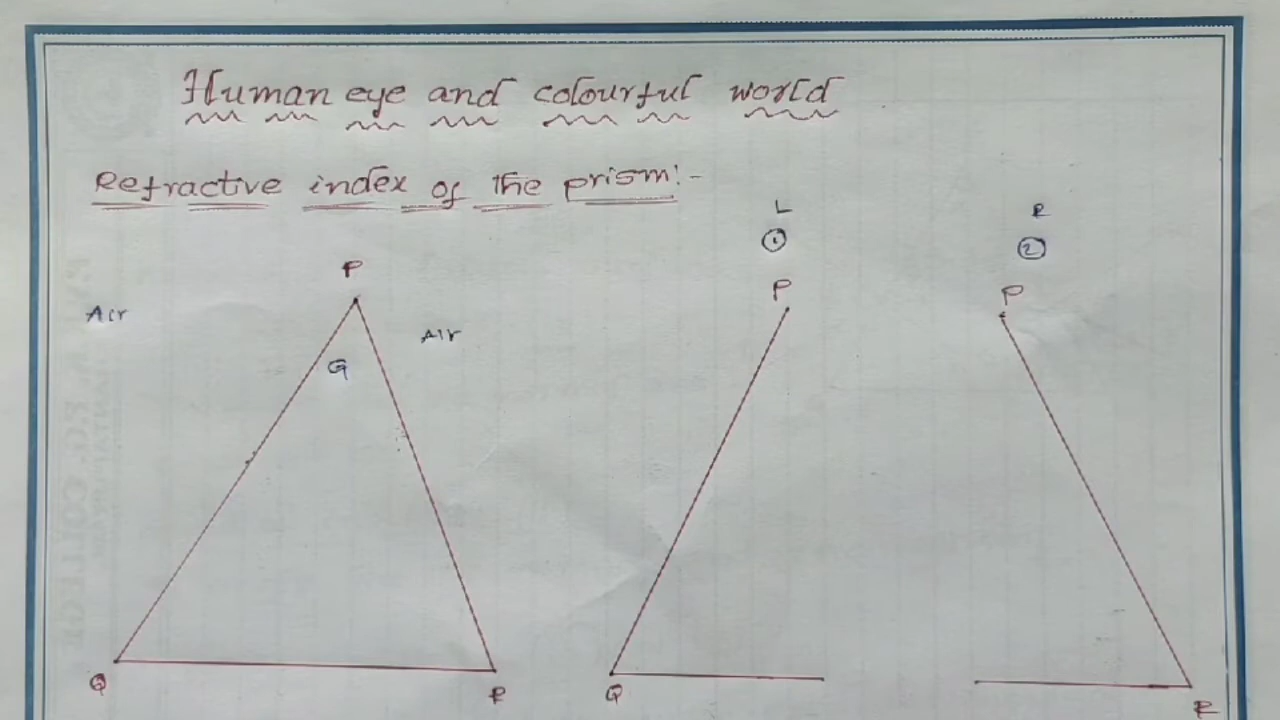 Human eye and colourful world
Refractive index of the prism:-
L
R
①
②
P
P
P
Air
Air
G
Q
R
Q
R